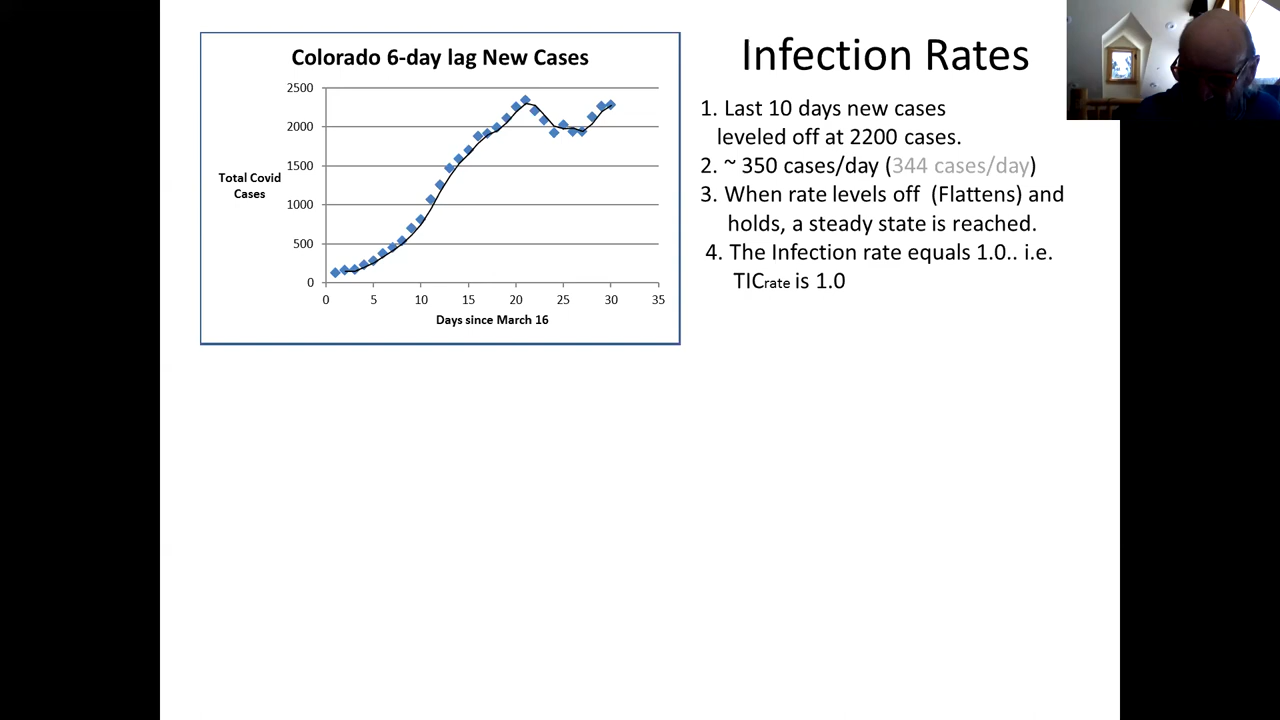 Colorado 6-day lag New Cases
2500
2000
1500
1000
500
0
Total Covid
Cases
0 5 10 15 20 25 30 35
Days since March 16
Infection Rates
1. Last 10 days new cases
leveled off at 2200 cases.
2. ~ 350 cases/day (344 cases/day)
3. When rate levels off (Flattens) and
holds, a steady state is reached.
4. The Infection rate equals 1.0.. i.e.
TICrate is 1.0